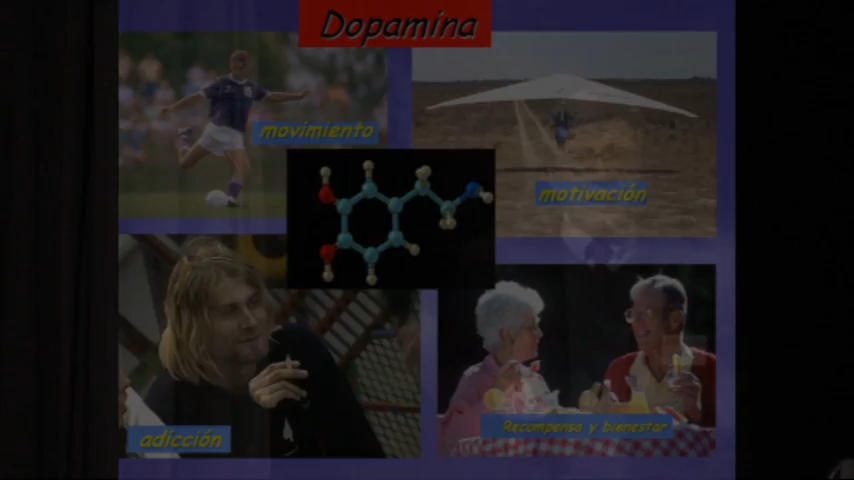 Dopamina
movimiento
motivación
adicción
Recompensa y bienestar